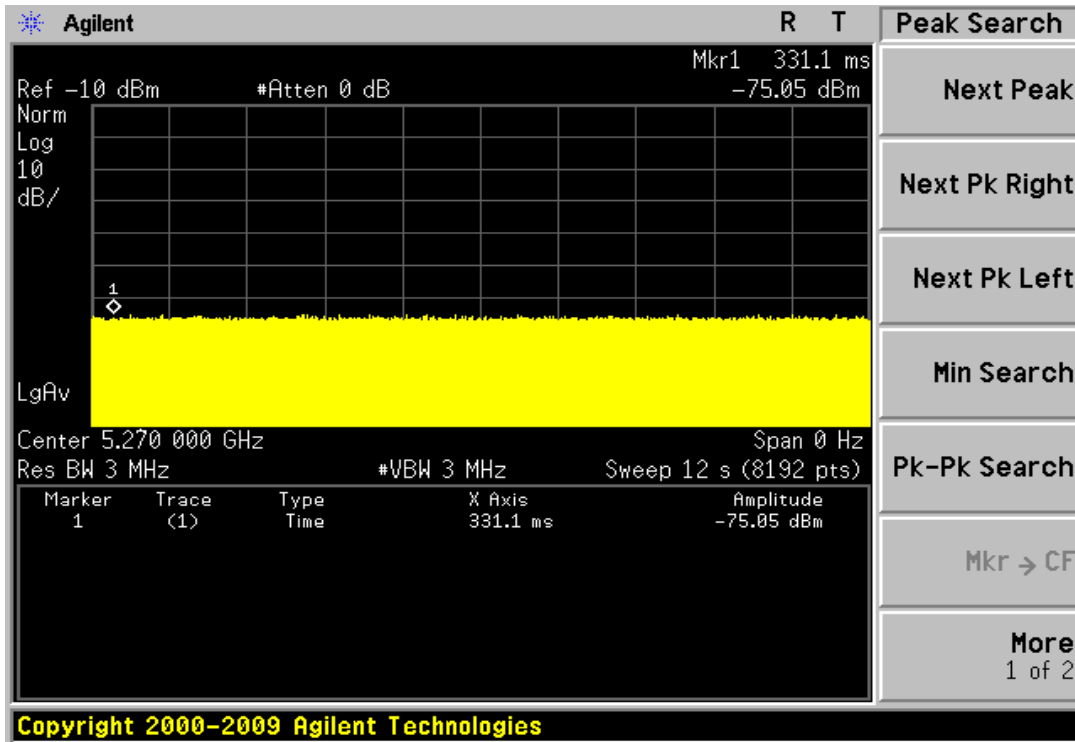 Agilent R T Peak Search
Mkr1 331.1 ms
Ref −10 dBm #Atten 0 dB −75.05 dBm
Norm
Log
10
dB/
1
LgAv
Center 5.270 000 GHz Span 0 Hz
Res BW 3 MHz #VBW 3 MHz Sweep 12 s (8192 pts)
Marker Trace Type X Axis Amplitude
1 (1) Time 331.1 ms −75.05 dBm
Next Peak
Next Pk Right
Next Pk Left
Min Search
Pk−Pk Search
Mkr → CF
More
1 of 2
Copyright 2000−2009 Agilent Technologies